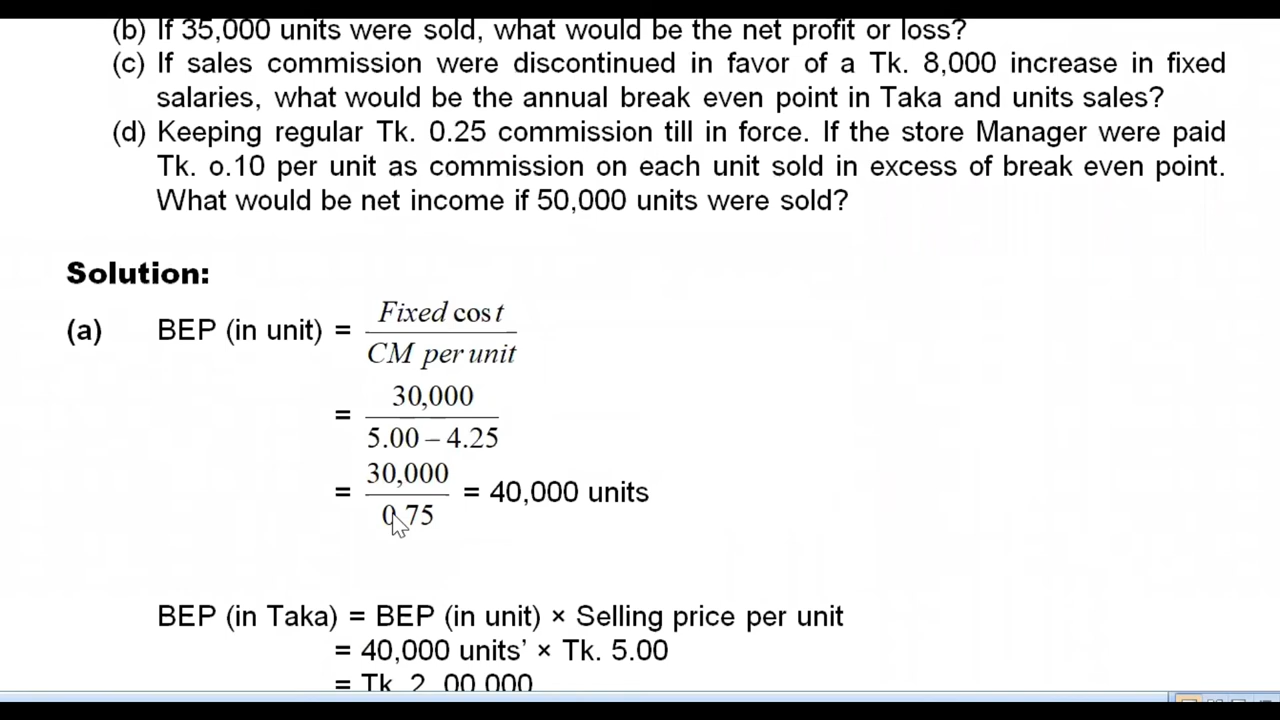 (b) If 35,000 units were sold, what would be the net profit or loss?
(c) If sales commission were discontinued in favor of a Tk. 8,000 increase in fixed
salaries, what would be the annual break even point in Taka and units sales?
(d) Keeping regular Tk. 0.25 commission till in force. If the store Manager were paid
Tk. o.10 per unit as commission on each unit sold in excess of break even point.
What would be net income if 50,000 units were sold?
Solution:
(a) BEP (in unit) = Fixed cost
CM per unit
= 30,000
5.00 – 4.25
= 30,000
0.75
= 40,000 units
BEP (in Taka) = BEP (in unit) × Selling price per unit
= 40,000 units’ × Tk. 5.00
= Tk. 2, 00,000